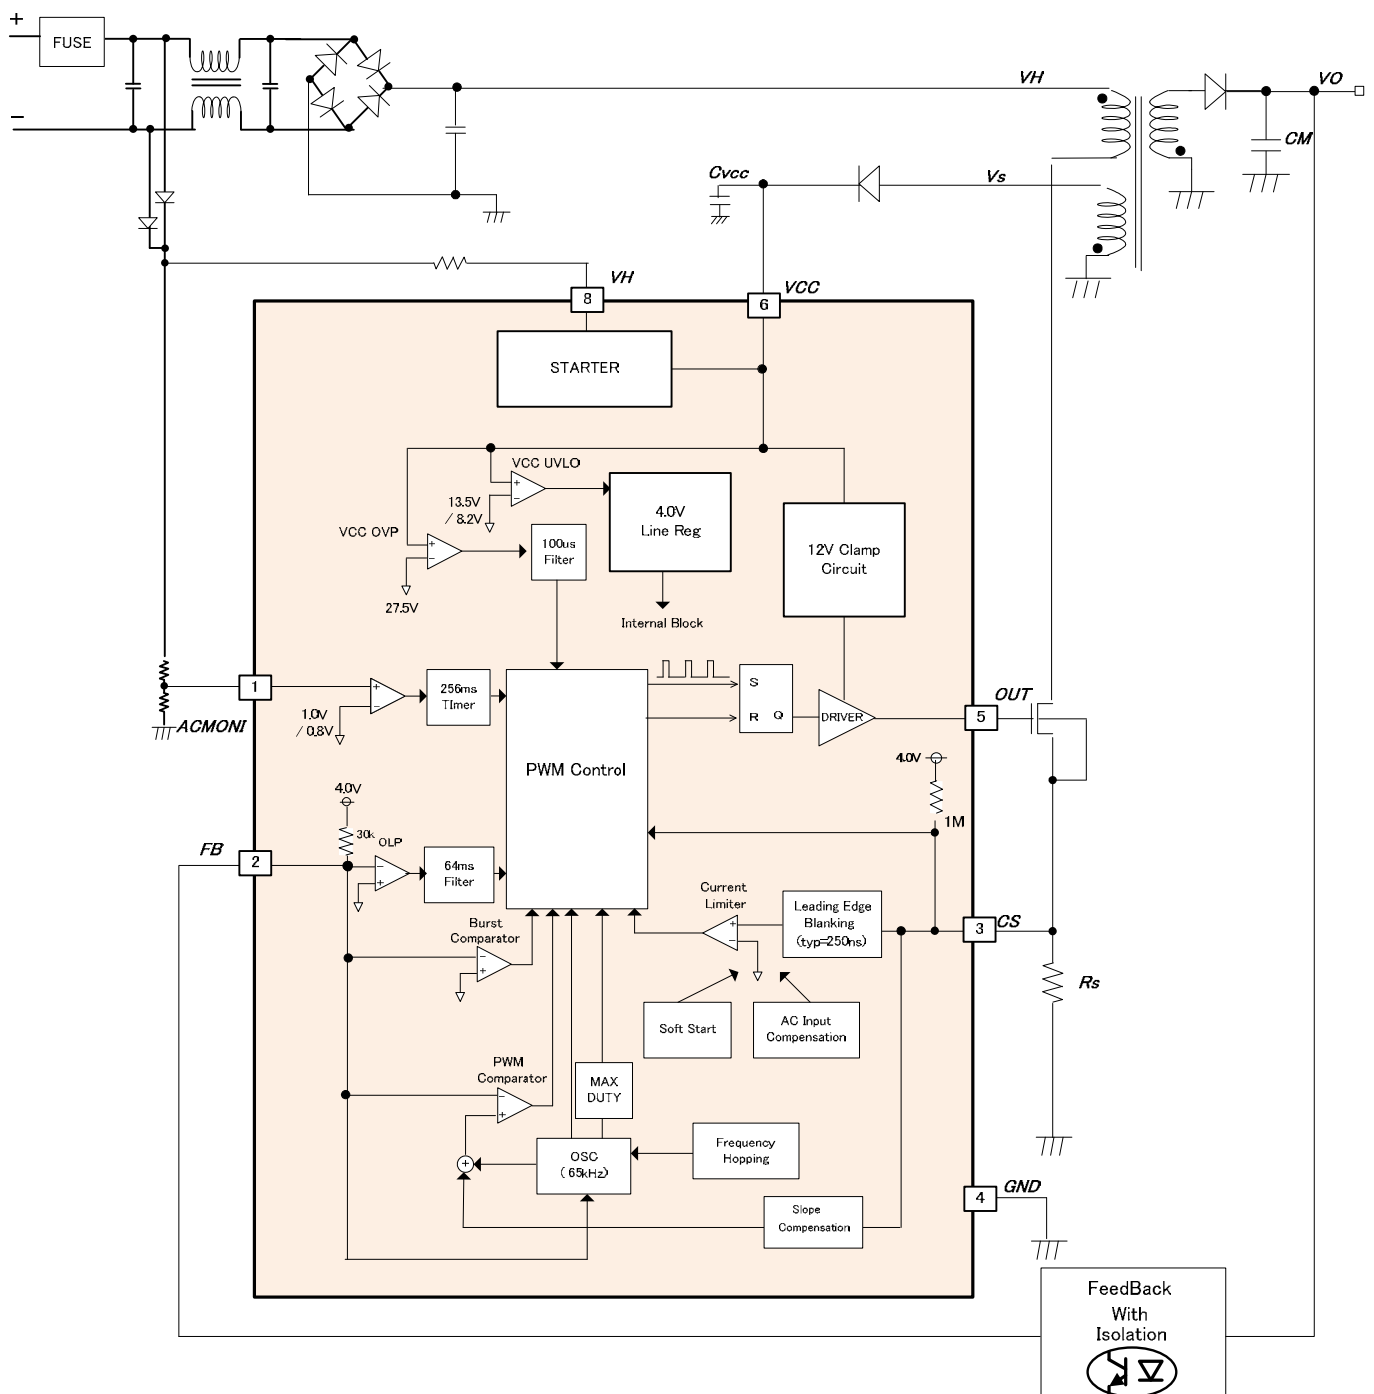 +
FUSE
−
VH
VO
CM
Cvcc
Vs
8
VH
6
VCC
STARTER
VCC UVLO
+
−
13.5V
/ 8.2V
4.0V
Line Reg
VCC OVP
+
−
27.5V
100us
Filter
12V Clamp
Circuit
Internal Block
1
+
−
1.0V
/ 0.8V
256ms
TImer
ACMONI
S
R
Q
DRIVER
5
OUT
PWM Control
4.0V
1M
4.0V
30k
OLP
−
+
64ms
Filter
FB
2
Current
Limiter
+
−
Leading Edge
Blanking
(typ=250ns)
3
CS
Burst
Comparator
−
+
Rs
Soft Start
AC Input
Compensation
PWM
Comparator
−
+
MAX
DUTY
+
OSC
( 65kHz)
Frequency
Hopping
4
GND
Slope
Compensation
FeedBack
With
Isolation